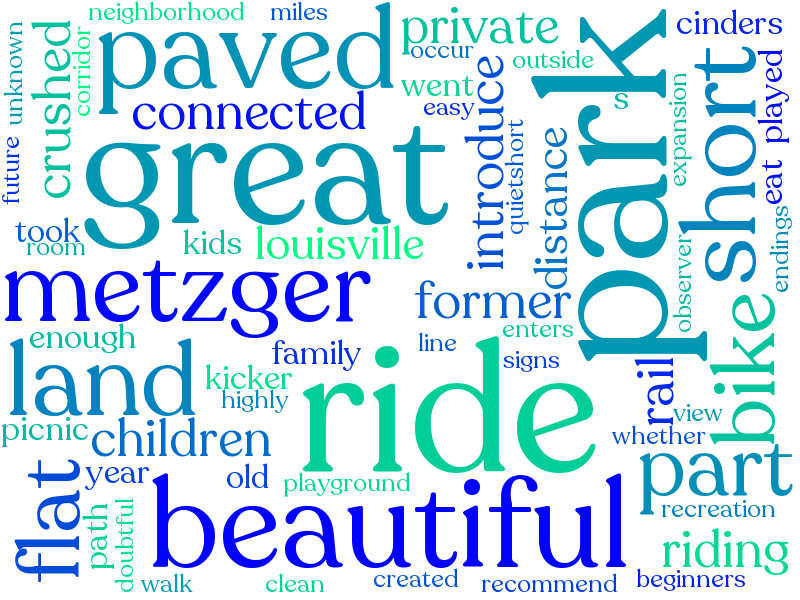 neighborhood
miles
private
cinders
unknown
crushed
corridor
paved
occur
outside
went
easy
park
s
expansion
short
played
eat
connected
introduce
quietshort
distance
great
future
took
room
kids
louisville
metzger
former
observer
endings
enough
family
line
enters
signs
land
kicker
highly
ride
rail
view
bike
picnic
children
whether
part
flat
year
old
playground
recreation
path
doubtful
beautiful
riding
walk
clean
created
recommend
beginners